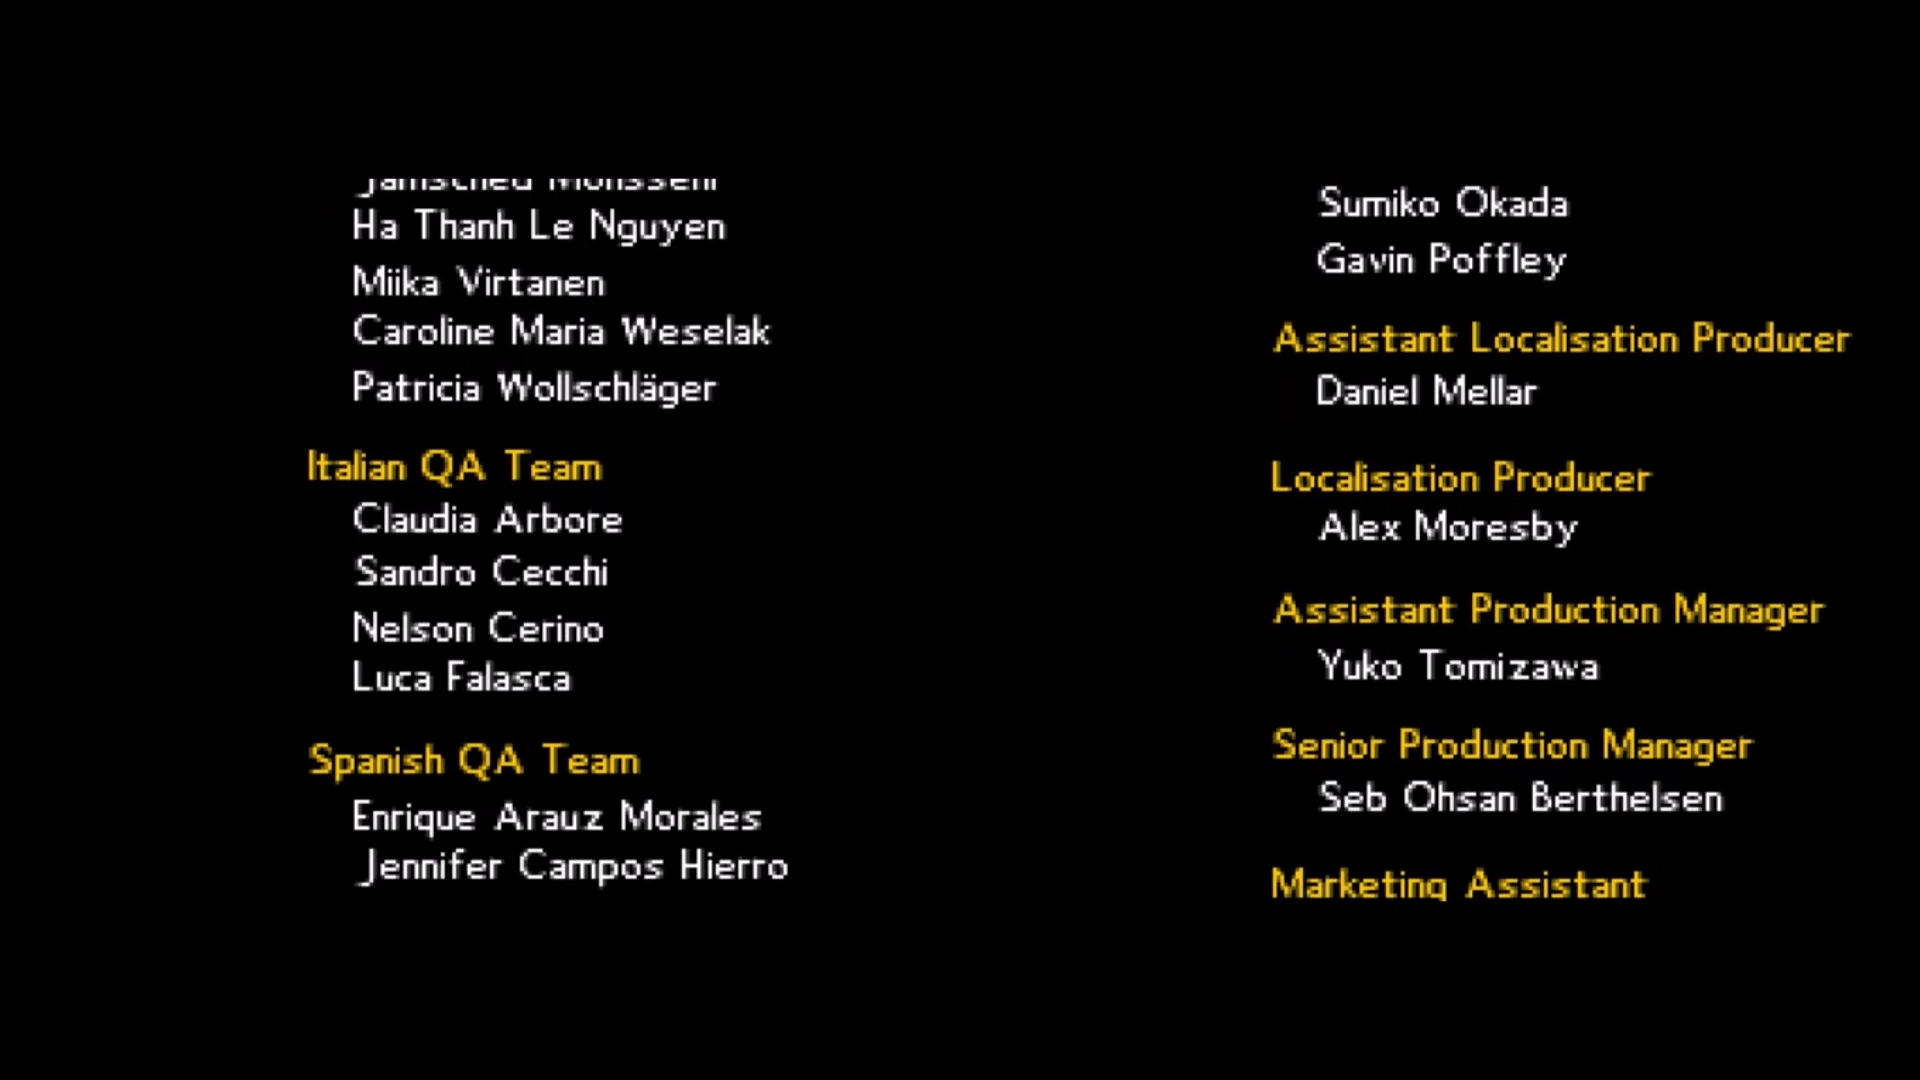 Ha Thanh Le Nguyen
Miika Virtanen
Caroline Maria Weselak
Patricia Wollschläger
Italian QA Team
Claudia Arbore
Sandro Cecchi
Nelson Cerino
Luca Falasca
Spanish QA Team
Enrique Arauz Morales
Jennifer Campos Hierro
Sumiko Okada
Gavin Poffley
Assistant Localisation Producer
Daniel Mellar
Localisation Producer
Alex Moresby
Assistant Production Manager
Yuko Tomizawa
Senior Production Manager
Seb Ohsan Berthelsen
Marketing Assistant